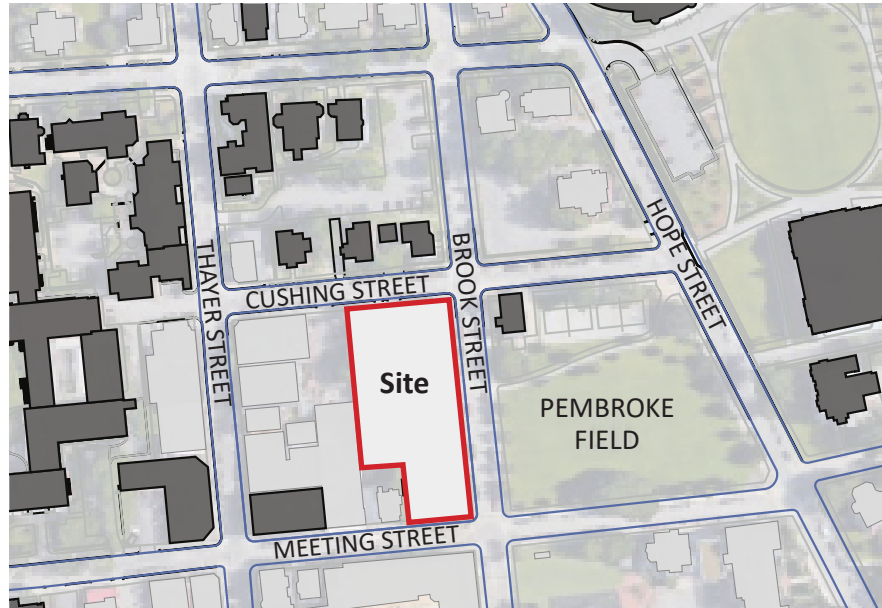 HOPE STREET
THAYER STREET
BROOK STREET
CUSHING STREET
Site
PEMBROKE
FIELD
MEETING STREET